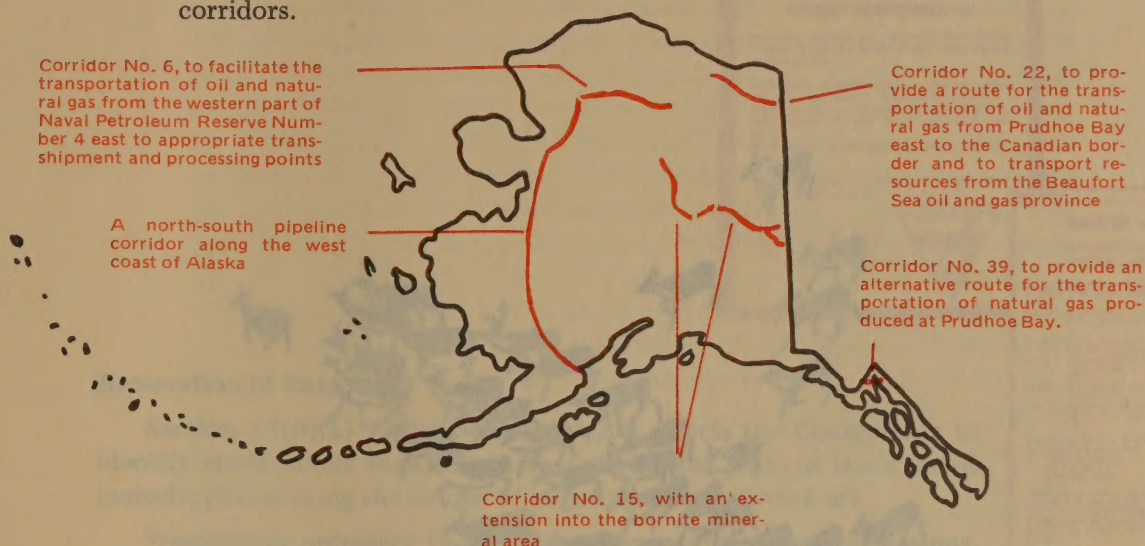 corridors.
Corridor No. 6, to facilitate the
transportation of oil and natu-
ral gas from the western part of
Naval Petroleum Reserve Num-
ber 4 east to appropriate trans-
shipment and processing points
A north-south pipeline
corridor along the west
coast of Alaska
Corridor No. 22, to pro-
vide a route for the trans-
portation of oil and natu-
ral gas from Prudhoe Bay
east to the Canadian bor-
der and to transport re-
sources from the Beaufort
Sea oil and gas province
Corridor No. 39, to provide an
alternative route for the trans-
portation of natural gas pro-
duced at Prudhoe Bay.
Corridor No. 15, with an ex-
tension into the bornite miner-
al area